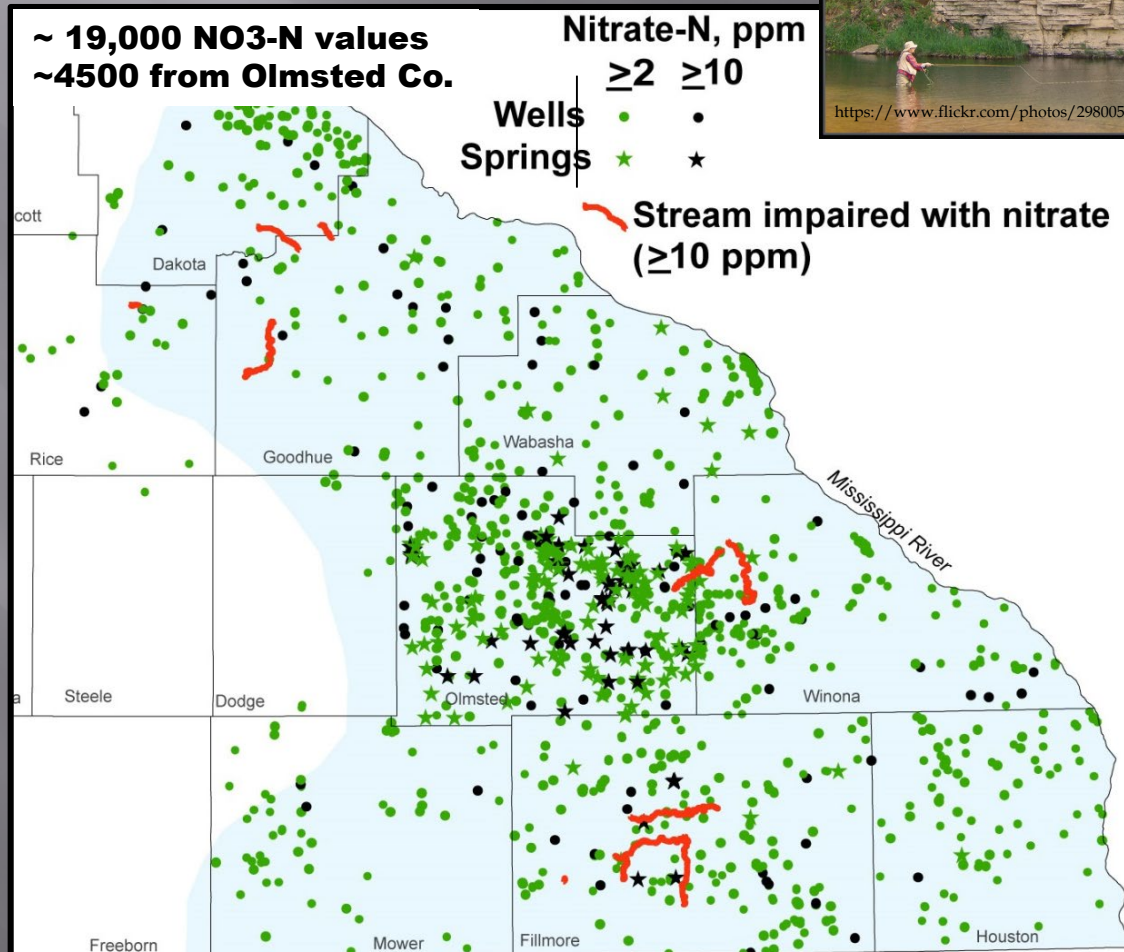 ~ 19,000 NO3-N values
~4500 from Olmsted Co.
Nitrate-N, ppm
≥2 ≥10
Wells
Springs
Stream impaired with nitrate
(≥10 ppm)
https://www.flickr.com/photos/298005
cott
Dakota
Rice
Goodhue
Wabasha
Mississippi River
a
Steele
Dodge
Olmsted
Winona
Freeborn
Mower
Fillmore
Houston